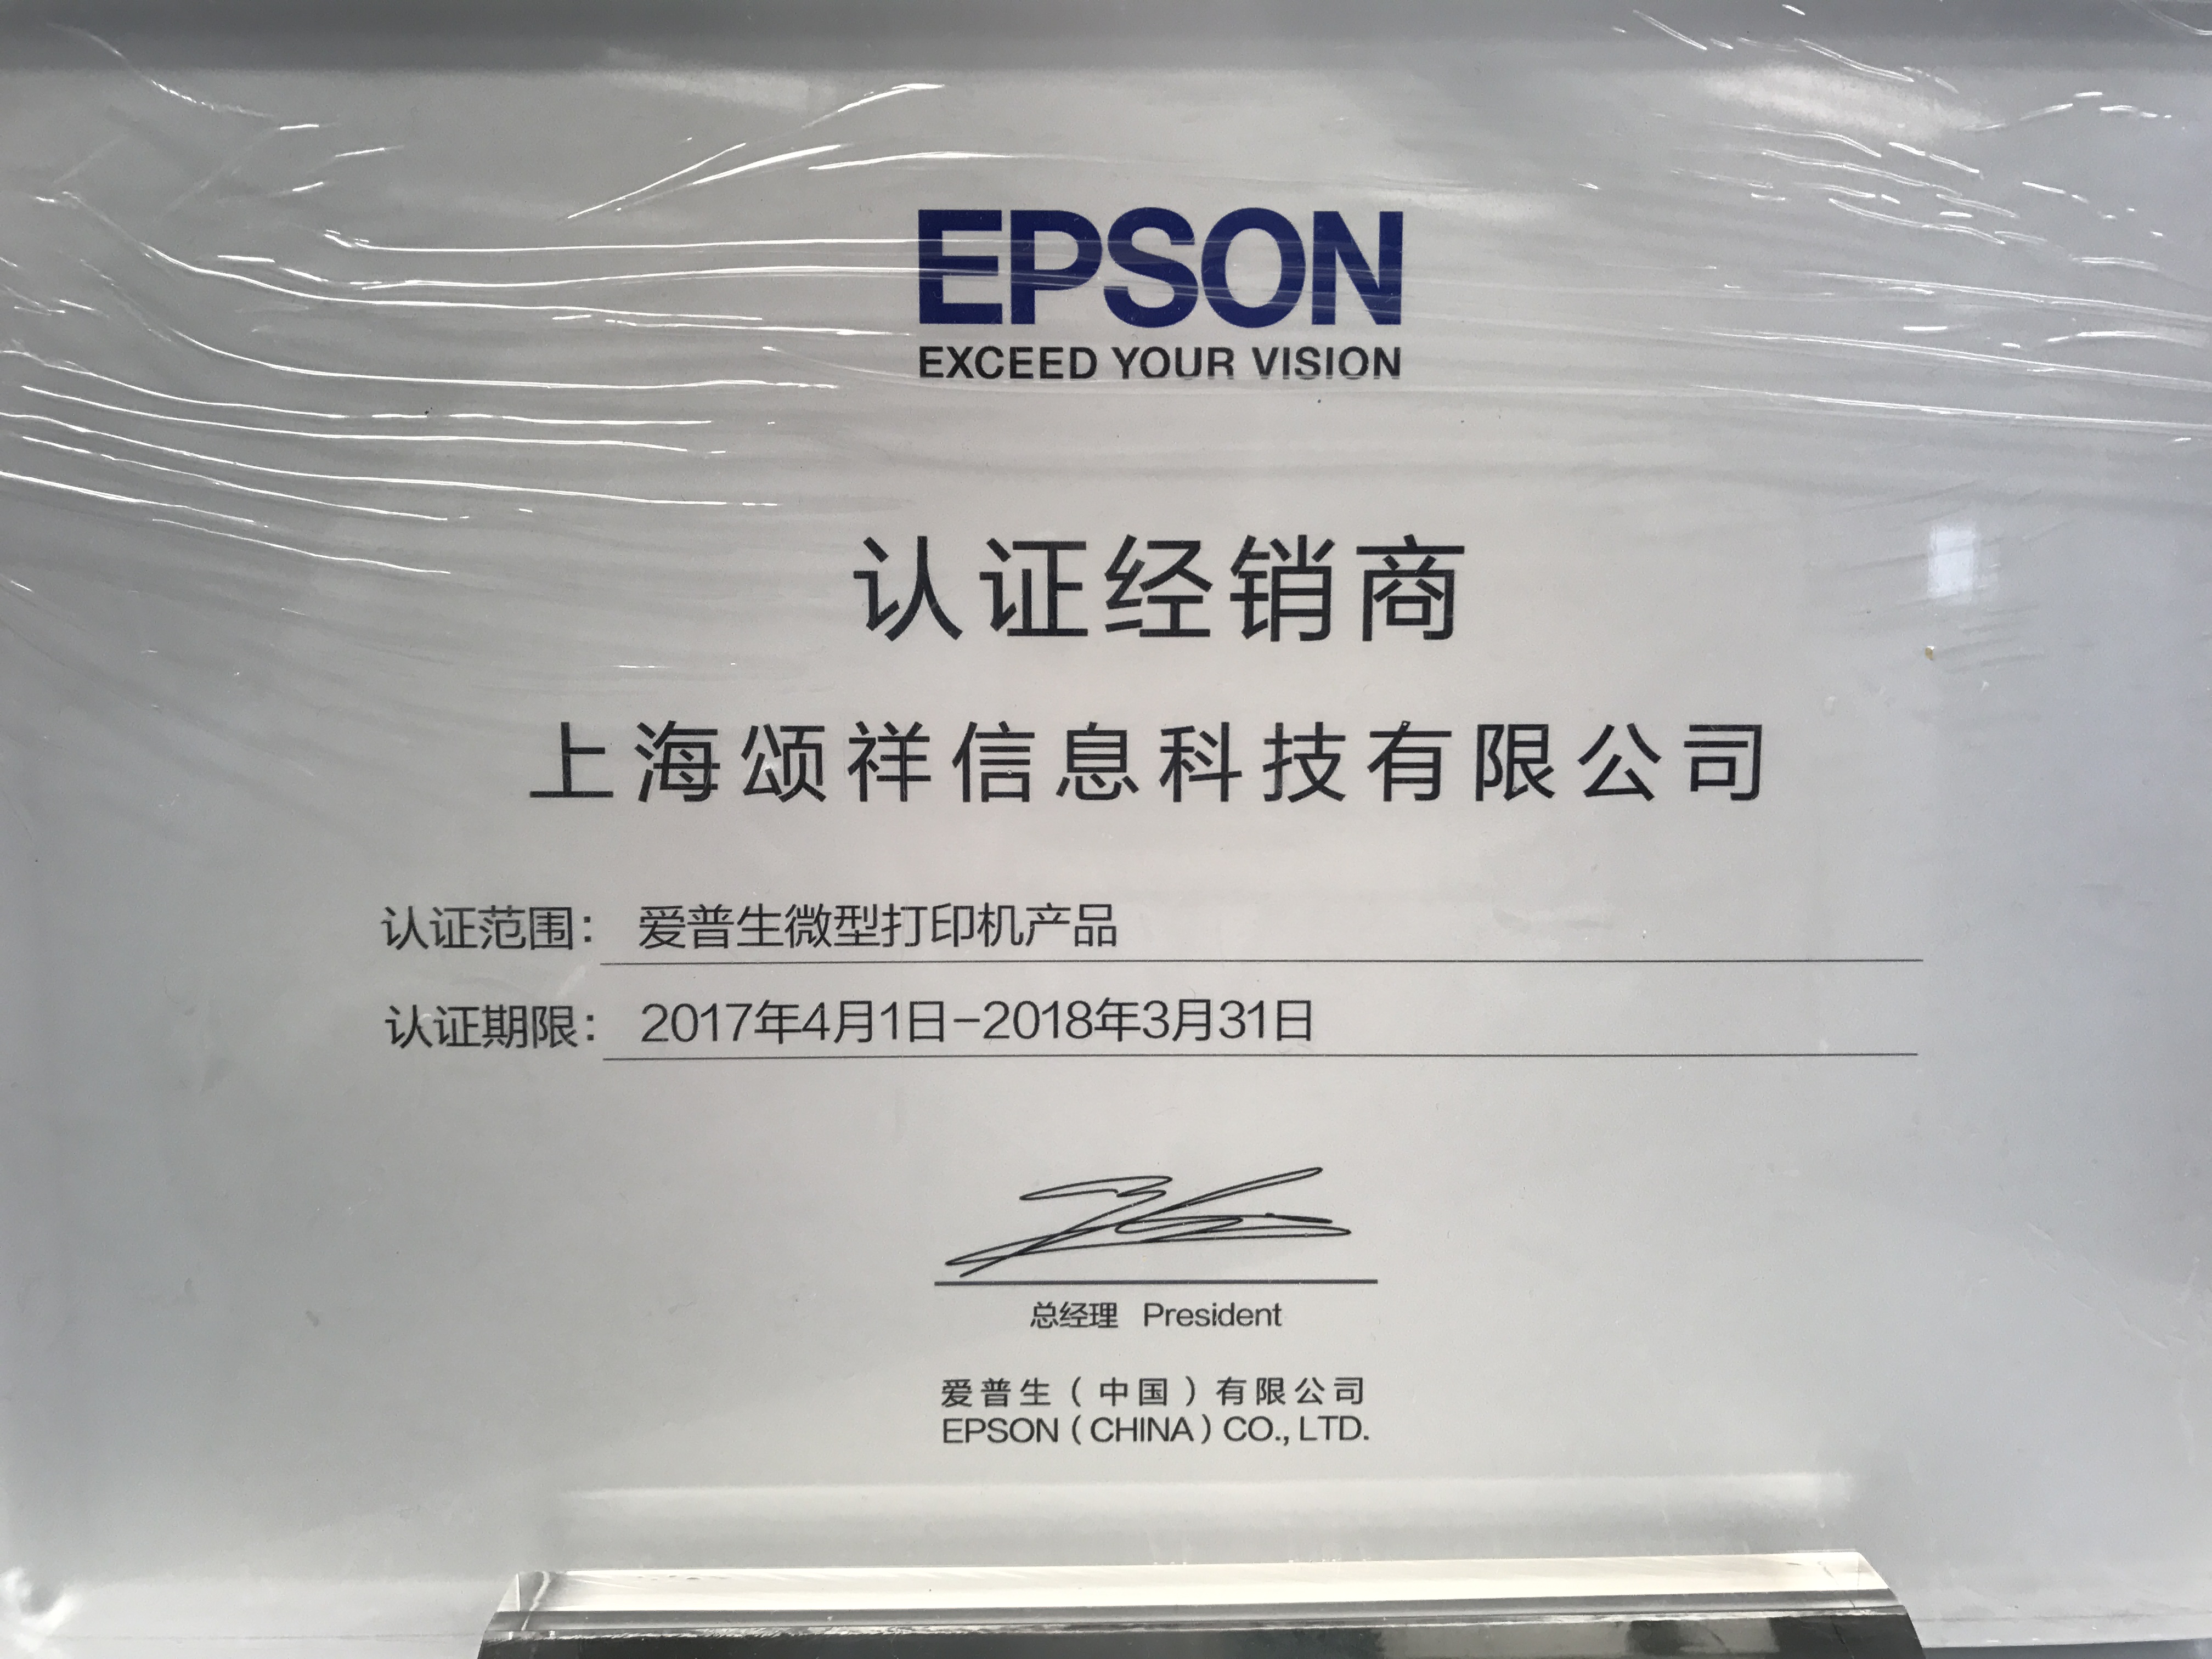 EPSON
EXCEED YOUR VISION
认证经销商
上海颂祥信息科技有限公司
认证范围： 爱普生微型打印机产品
认证期限： 2017年4月1日-2018年3月31日
总经理 President
爱普生（中国）有限公司
EPSON (CHINA) CO., LTD.